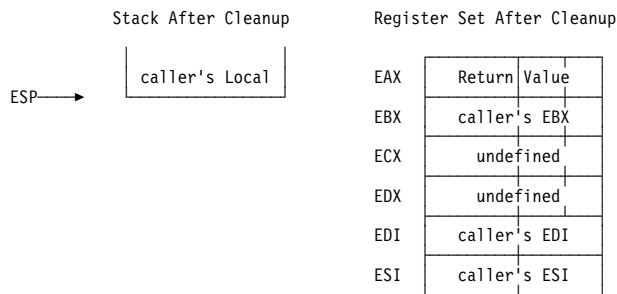 Stack After Cleanup Register Set After Cleanup
caller's Local EAX Return Value
ESP
EBX caller's EBX
ECX undefined
EDX undefined
EDI caller's EDI
ESI caller's ESI